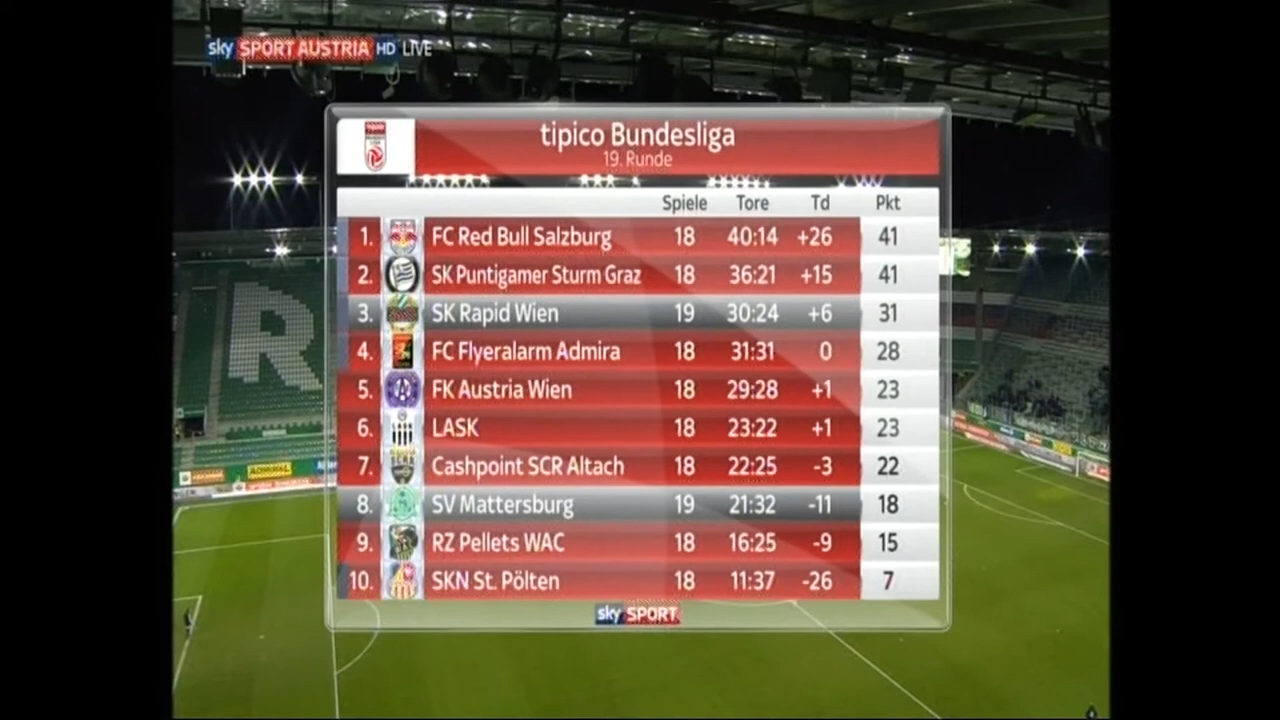 sky SPORT AUSTRIA HD LIVE
tipico Bundesliga
19. Runde
Spiele Tore Td Pkt
1. FC Red Bull Salzburg 18 40:14 +26 41
2. SK Puntigamer Sturm Graz 18 36:21 +15 41
3. SK Rapid Wien 19 30:24 +6 31
4. FC Flyeralarm Admira 18 31:31 0 28
5. FK Austria Wien 18 29:28 +1 23
6. LASK 18 23:22 +1 23
7. Cashpoint SCR Altach 18 22:25 -3 22
8. SV Mattersburg 19 21:32 -11 18
9. RZ Pellets WAC 18 16:25 -9 15
10. SKN St. Pölten 18 11:37 -26 7
sky SPORT
R
ADMIRAL